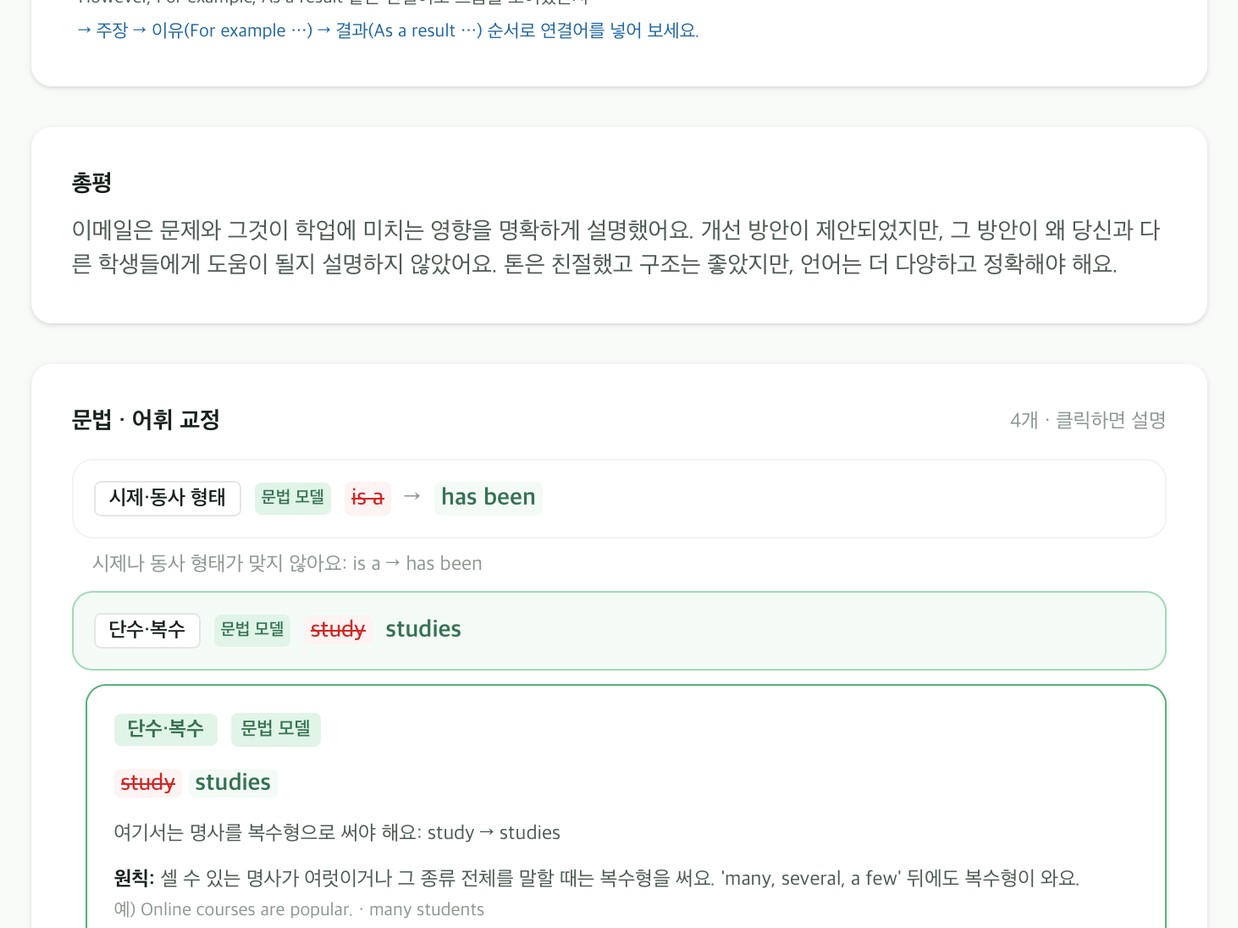 → 주장 → 이유(For example ···) → 결과(As a result ···) 순서로 연결어를 넣어 보세요.
총평
이메일은 문제와 그것이 학업에 미치는 영향을 명확하게 설명했어요. 개선 방안이 제안되었지만, 그 방안이 왜 당신과 다
른 학생들에게 도움이 될지 설명하지 않았어요. 톤은 친절했고 구조는 좋았지만, 언어는 더 다양하고 정확해야 해요.
문법 · 어휘 교정
4개 · 클릭하면 설명
시제·동사 형태 문법 모델 is a → has been
시제나 동사 형태가 맞지 않아요: is a → has been
단수·복수 문법 모델 study studies
단수·복수 문법 모델
study studies
여기서는 명사를 복수형으로 써야 해요: study → studies
원칙: 셀 수 있는 명사가 여럿이거나 그 종류 전체를 말할 때는 복수형을 써요. 'many, several, a few' 뒤에도 복수형이 와요.
예) Online courses are popular. · many students